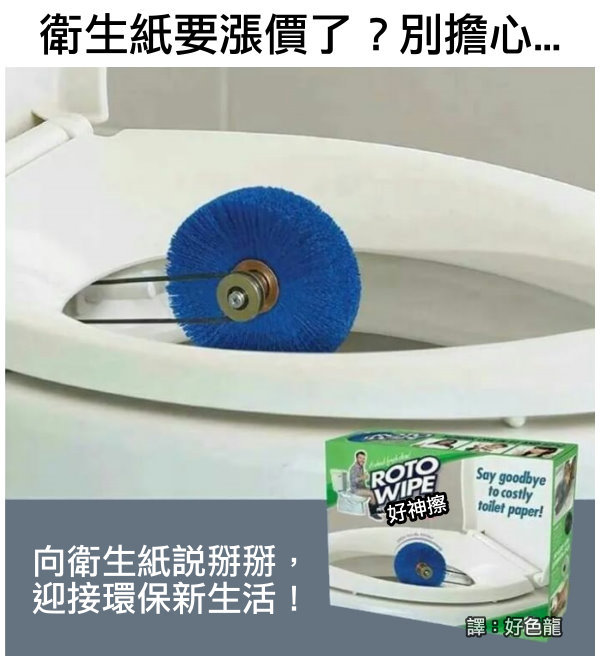 衛生紙要漲價了？別擔心...
ROTO
WIPE
好神擦
Say goodbye
to costly
toilet paper!
向衛生紙説掰掰，
迎接環保新生活！
譯：好色龍